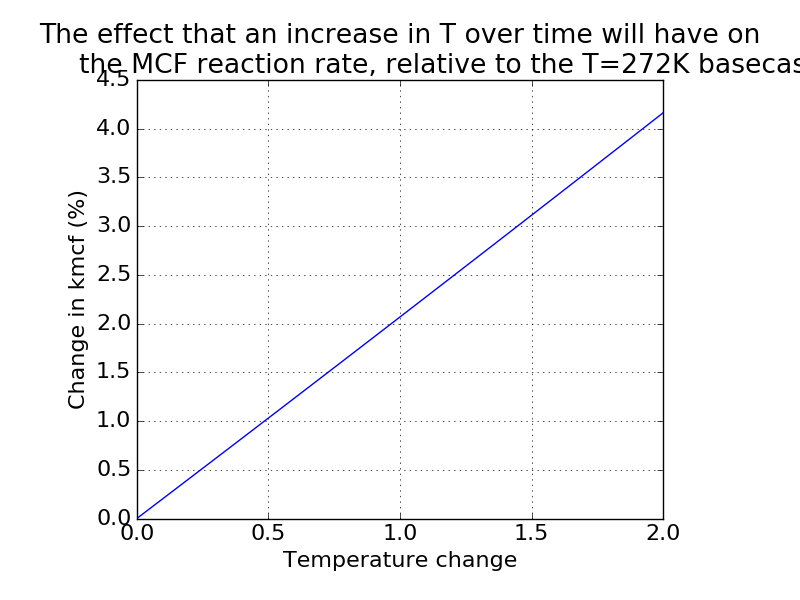 The effect that an increase in T over time will have on
the MCF reaction rate, relative to the T=272K basecas
4.5
4.0
3.5
3.0
2.5
2.0
1.5
1.0
0.5
0.0
Change in kmcf (%)
0.0 0.5 1.0 1.5 2.0
Temperature change